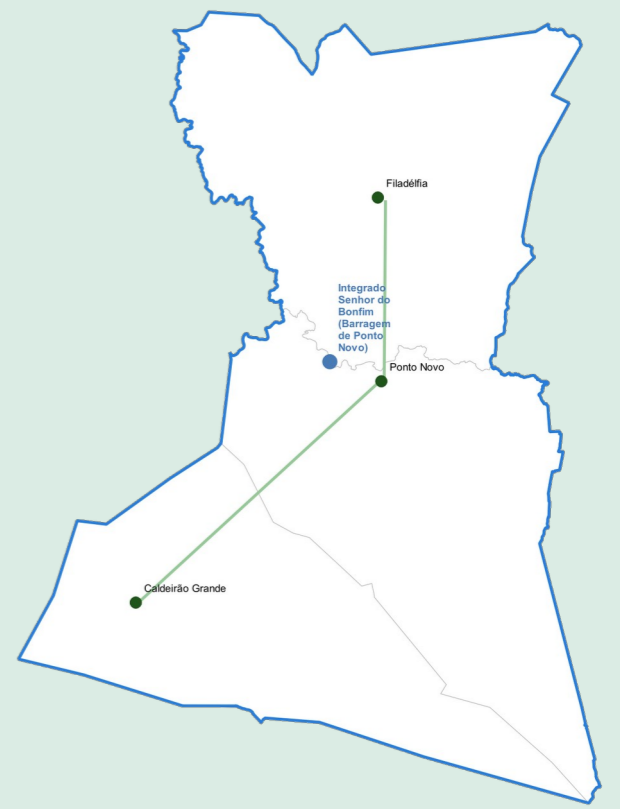 Filadélfia
Integrado
Senhor do
Bonfim
(Barragem
de Ponto
Novo)
Ponto Novo
Caldeirão Grande